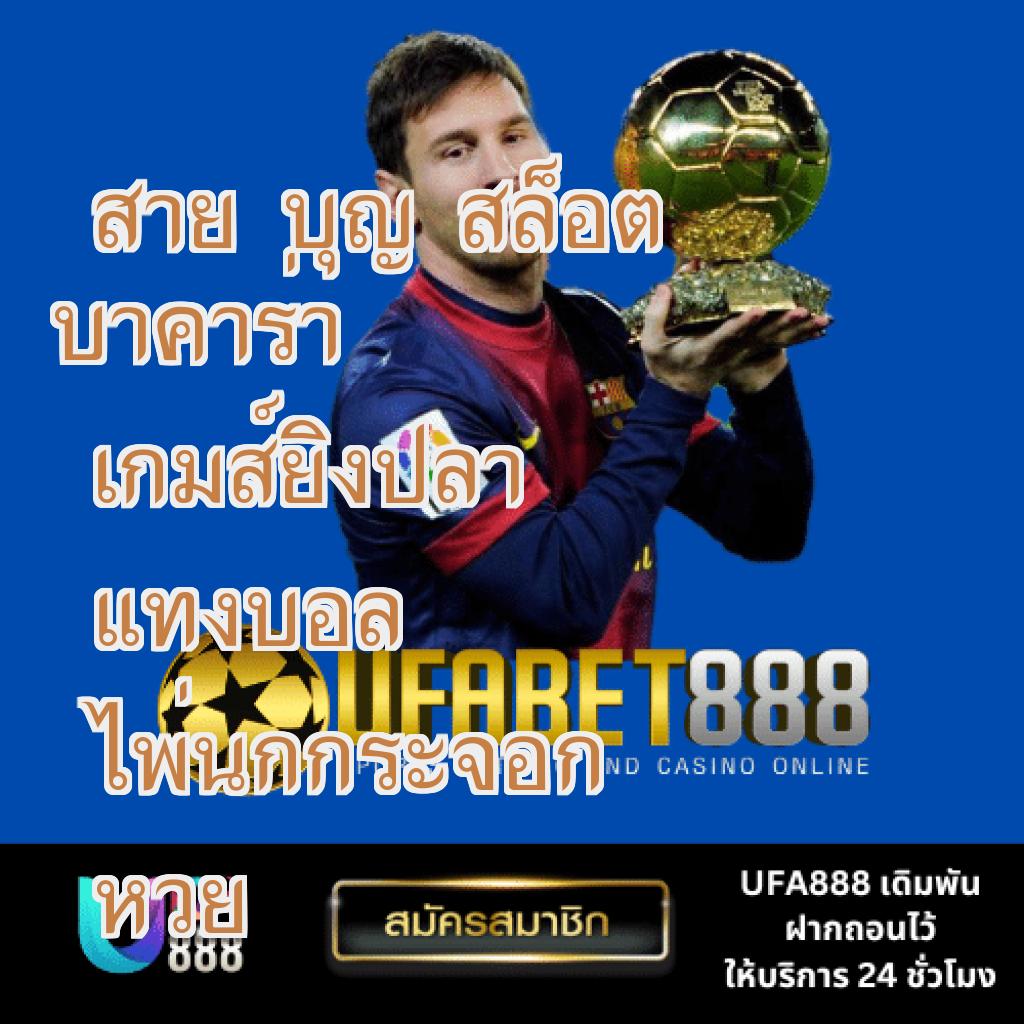 สาย บุญ สล็อต
บาคาร่า
เกมส์ยิงปลา
แทงบอล
UFABET888
ไพ่นกกระจอก
ND CASINO ONLINE
หวย
888
สมัครสมาชิก
UFA888 เดิมพัน
ฝากถอนไว้
ให้บริการ 24 ชั่วโมง